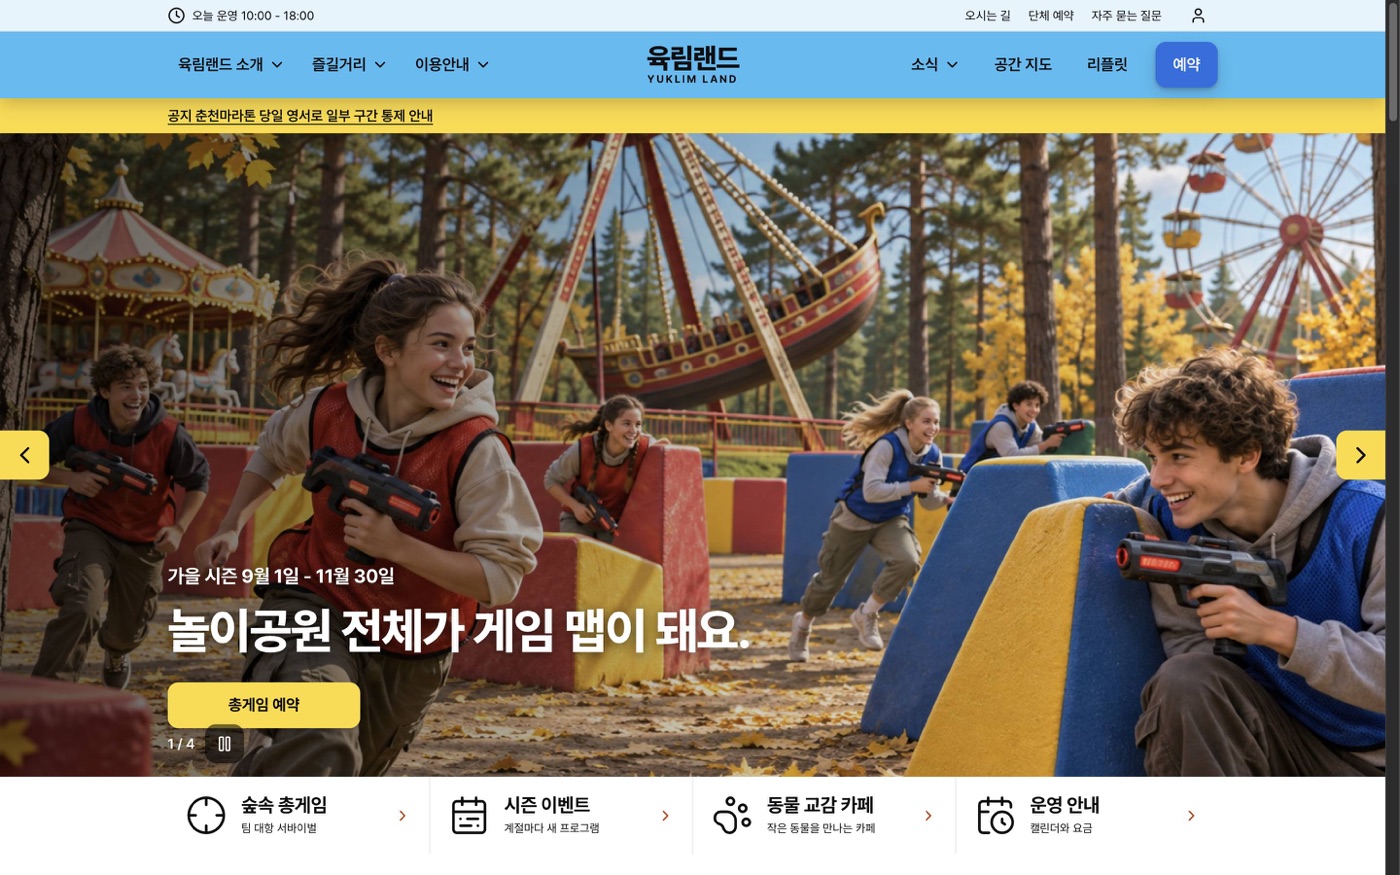 오늘 운영 10:00 - 18:00
오시는 길 단체 예약 자주 묻는 질문
육림랜드 소개 즐길거리 이용안내
육림랜드
YUKLIM LAND
소식 공간 지도 리플릿 예약
공지 춘천마라톤 당일 영서로 일부 구간 통제 안내
가을 시즌 9월 1일 - 11월 30일
놀이공원 전체가 게임 맵이 돼요.
총게임 예약
1 / 4
숲속 총게임
팀 대항 서바이벌
시즌 이벤트
계절마다 새 프로그램
동물 교감 카페
작은 동물을 만나는 카페
운영 안내
캘린더와 요금